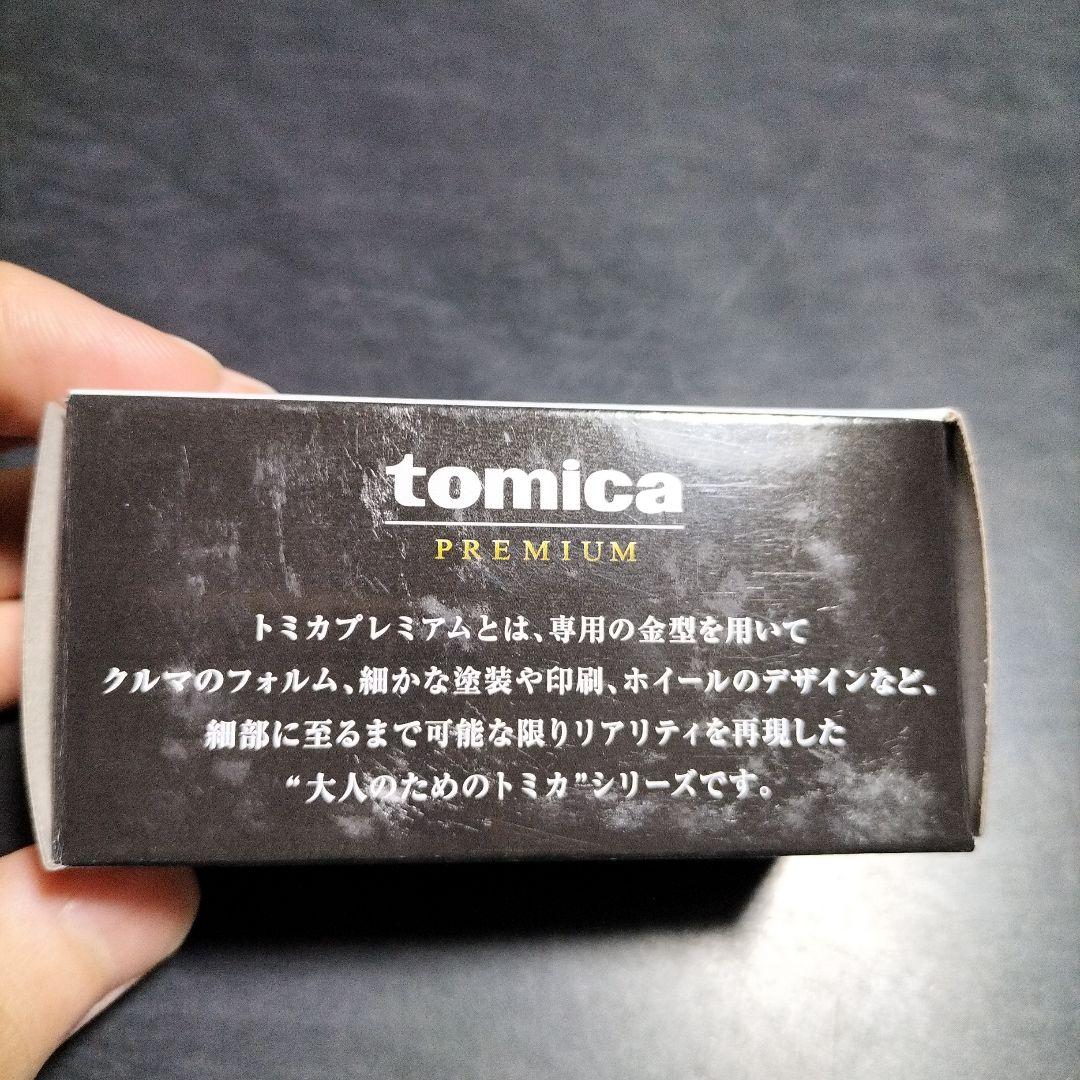 tomica
PREMIUM
トミカプレミアムとは、専用の金型を用いて
クルマのフォルム、細かな塗装や印刷、ホイールのデザインなど、
細部に至るまで可能な限りリアリティを再現した
“大人のためのトミカ”シリーズです。